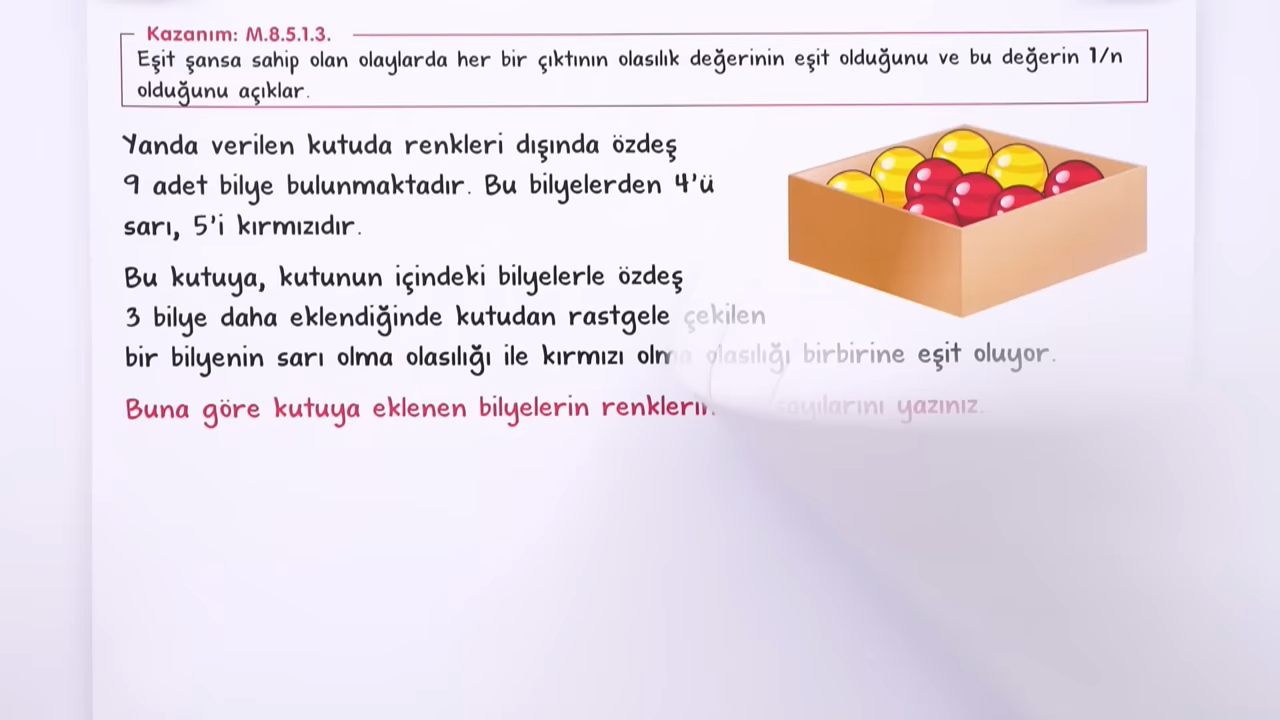 Kazanım: M.8.5.1.3.
Eşit şansa sahip olan olaylarda her bir çıktının olasılık değerinin eşit olduğunu ve bu değerin 1/n
olduğunu açıklar.
Yanda verilen kutuda renkleri dışında özdeş
9 adet bilye bulunmaktadır. Bu bilyelerden 4'ü
sarı, 5'i kırmızıdır.
Bu kutuya, kutunun içindeki bilyelerle özdeş
3 bilye daha eklendiğinde kutudan rastgele çekilen
bir bilyenin sarı olma olasılığı ile kırmızı olma olasılığı birbirine eşit oluyor.
Buna göre kutuya eklenen bilyelerin sayılarını yazınız.